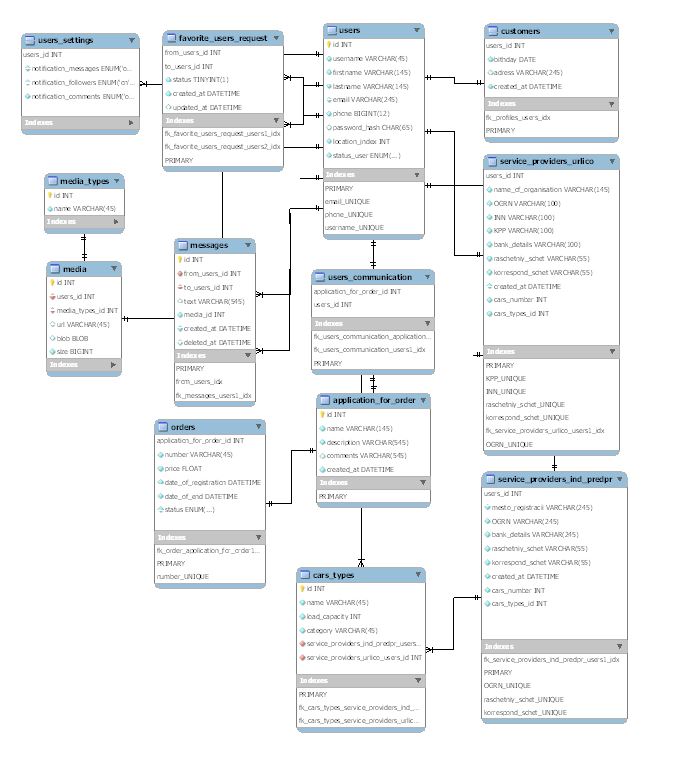 users_settings
users_id INT
notification_messages ENUM('o...
notification_followers ENUM('o'...
notification_comments ENUM('o...
Indexes
favorite_users_request
from_users_id INT
to_users_id INT
status TINYINT(1)
created_at DATETIME
updated_at DATETIME
Indexes
fk_favorite_users_request_users1_idx
fk_favorite_users_request_users2_idx
PRIMARY
users
id INT
username VARCHAR(45)
firstname VARCHAR(145)
lastname VARCHAR(145)
email VARCHAR(245)
phone BIGINT(12)
password_hash CHAR(65)
location_index INT
status_user ENUM(...)
Indexes
PRIMARY
email_UNIQUE
phone_UNIQUE
username_UNIQUE
customers
users_id INT
bithday DATE
adress VARCHAR(245)
created_at DATETIME
Indexes
fk_profiles_users_idx
PRIMARY
service_providers_urlico
users_id INT
name_of_organisation VARCHAR(145)
OGRN VARCHAR(100)
INN VARCHAR(100)
KPP VARCHAR(100)
bank_details VARCHAR(100)
raschetniy_schet VARCHAR(55)
korrespond_schet VARCHAR(55)
created_at DATETIME
cars_number INT
cars_types_id INT
Indexes
PRIMARY
KPP_UNIQUE
INN_UNIQUE
raschetniy_schet_UNIQUE
korrespond_schet_UNIQUE
fk_service_providers_urlico_users1_idx
OGRN_UNIQUE
media_types
id INT
name VARCHAR(45)
Indexes
media
id INT
users_id INT
media_types_id INT
url VARCHAR(45)
blob BLOB
size BIGINT
Indexes
messages
id INT
from_users_id INT
to_users_id INT
text VARCHAR(545)
media_id INT
created_at DATETIME
deleted_at DATETIME
Indexes
PRIMARY
from_users_idx
fk_messages_users1_idx
users_communication
application_for_order_id INT
users_id INT
Indexes
fk_users_communication_application...
fk_users_communication_users1_idx
PRIMARY
application_for_order
id INT
name VARCHAR(145)
description VARCHAR(545)
comments VARCHAR(545)
created_at DATETIME
Indexes
PRIMARY
orders
application_for_order_id INT
number VARCHAR(45)
price FLOAT
date_of_registration DATETIME
date_of_end DATETIME
status ENUM(...)
Indexes
fk_order_application_for_order1...
PRIMARY
number_UNIQUE
service_providers_ind_predpr
users_id INT
mesto_registracii VARCHAR(245)
OGRN VARCHAR(245)
bank_details VARCHAR(245)
raschetniy_schet VARCHAR(55)
korrespond_schet VARCHAR(55)
created_at DATETIME
cars_number INT
cars_types_id INT
Indexes
fk_service_providers_ind_predpr_users1_idx
PRIMARY
OGRN_UNIQUE
raschetniy_schet_UNIQUE
korrespond_schet_UNIQUE
cars_types
id INT
name VARCHAR(45)
load_capacity INT
category VARCHAR(45)
service_providers_ind_predpr_users...
service_providers_urlico_users_id INT
Indexes
PRIMARY
fk_cars_types_service_providers_ind_...
fk_cars_types_service_providers_urlic...